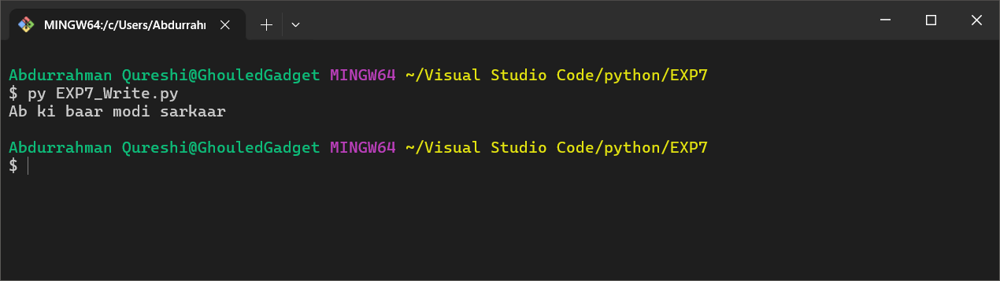 MINGW64:/c/Users/Abdurrahm
Abdurrahman Qureshi@GhouledGadget MINGW64 ~/Visual Studio Code/python/EXP7
$ py EXP7_Write.py
Ab ki baar modi sarkaar
Abdurrahman Qureshi@GhouledGadget MINGW64 ~/Visual Studio Code/python/EXP7
$